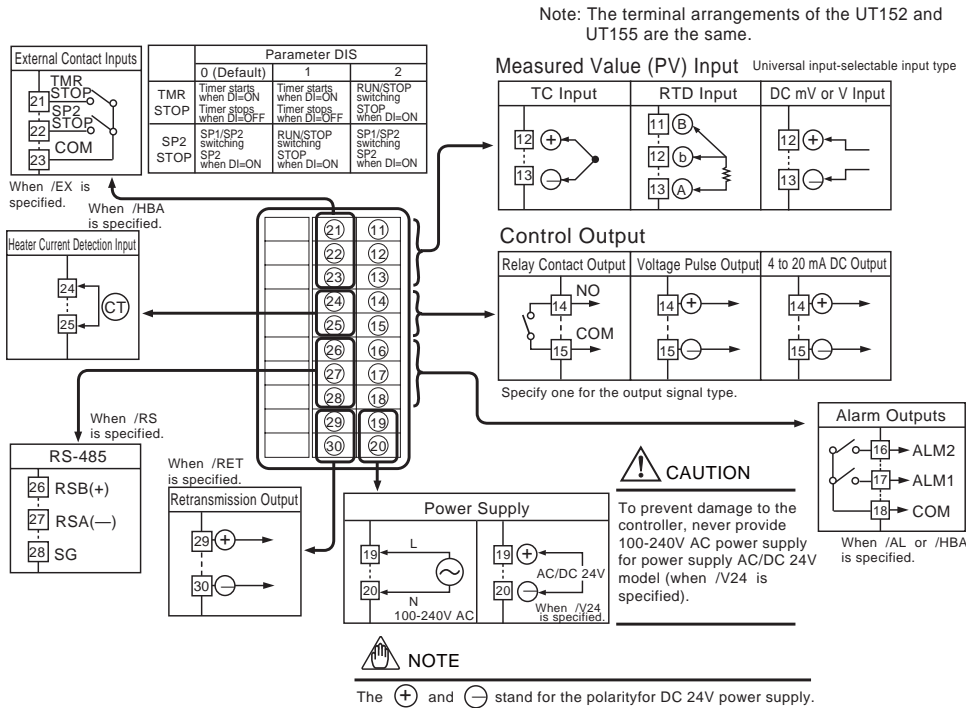 Note: The terminal arrangements of the UT152 and
UT155 are the same.
External Contact Inputs
TMR
STOP
21
SP2
STOP
22
COM
23
When /EX is
specified.
Parameter DIS
0 (Default) 1 2
TMR
STOP
Timer starts
when DI=ON
Timer stops
when DI=OFF
Timer starts
when DI=ON
Timer stops
when DI=OFF
RUN/STOP
switching
STOP
when DI=ON
SP2
STOP
SP1/SP2
switching
SP2
when DI=ON
RUN/STOP
switching
STOP
when DI=ON
SP1/SP2
switching
SP2
when DI=ON
Measured Value (PV) Input Universal input-selectable input type
TC Input RTD Input DC mV or V Input
12 +
13 −
11 B
12 b
13 A
12 +
13 −
When /HBA
is specified.
Heater Current Detection Input
24
25
CT
21 11
22 12
23 13
24 14
25 15
26 16
27 17
28 18
29 19
30 20
Control Output
Relay Contact Output Voltage Pulse Output 4 to 20 mA DC Output
NO
14
COM
15
14 +
15 −
14 +
15 −
Specify one for the output signal type.
When /RS
is specified.
RS-485
26 RSB(+)
27 RSA(—)
28 SG
When /RET
is specified.
Retransmission Output
29 +
30 −
Power Supply
19 L
20 N
100-240V AC
19 +
AC/DC 24V
20 −
When /V24
is specified.
CAUTION
To prevent damage to the
controller, never provide
100-240V AC power supply
for power supply AC/DC 24V
model (when /V24 is
specified).
Alarm Outputs
16 ALM2
17 ALM1
18 COM
When /AL or /HBA
is specified.
NOTE
The + and − stand for the polarityfor DC 24V power supply.